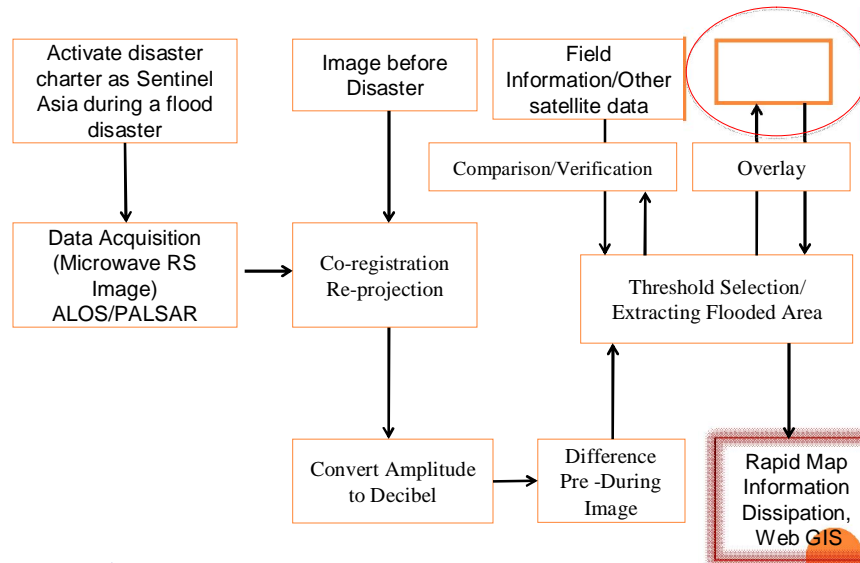 Activate disaster
charter as Sentinel
Asia during a flood
disaster
Image before
Disaster
Field
Information/Other
satellite data
Comparison/Verification
Overlay
Data Acquisition
(Microwave RS
Image)
ALOS/PALSAR
Co-registration
Re-projection
Threshold Selection/
Extracting Flooded Area
Convert Amplitude
to Decibel
Difference
Pre -During
Image
Rapid Map
Information
Dissipation,
Web GIS